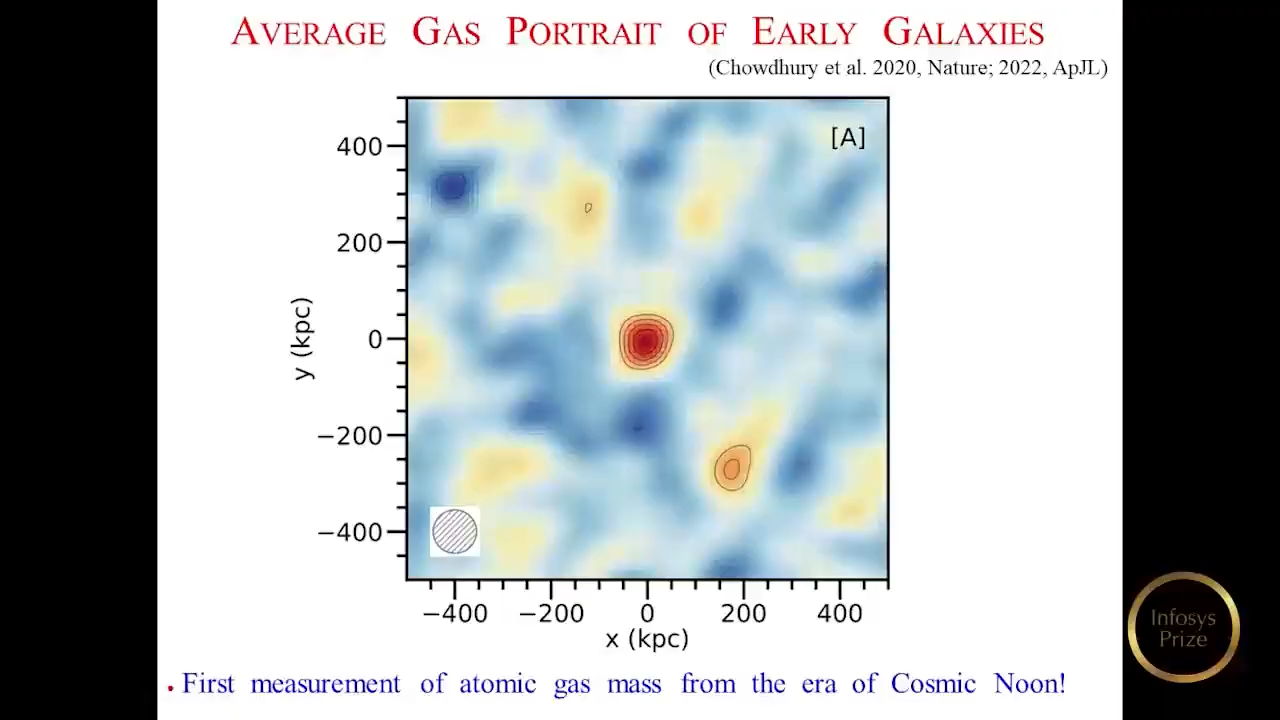 AVERAGE GAS PORTRAIT OF EARLY GALAXIES
(Chowdhury et al. 2020, Nature; 2022, ApJL)
[A]
400
200
0
−200
−400
y (kpc)
−400 −200 0 200 400
x (kpc)
Infosys
Prize
. First measurement of atomic gas mass from the era of Cosmic Noon!